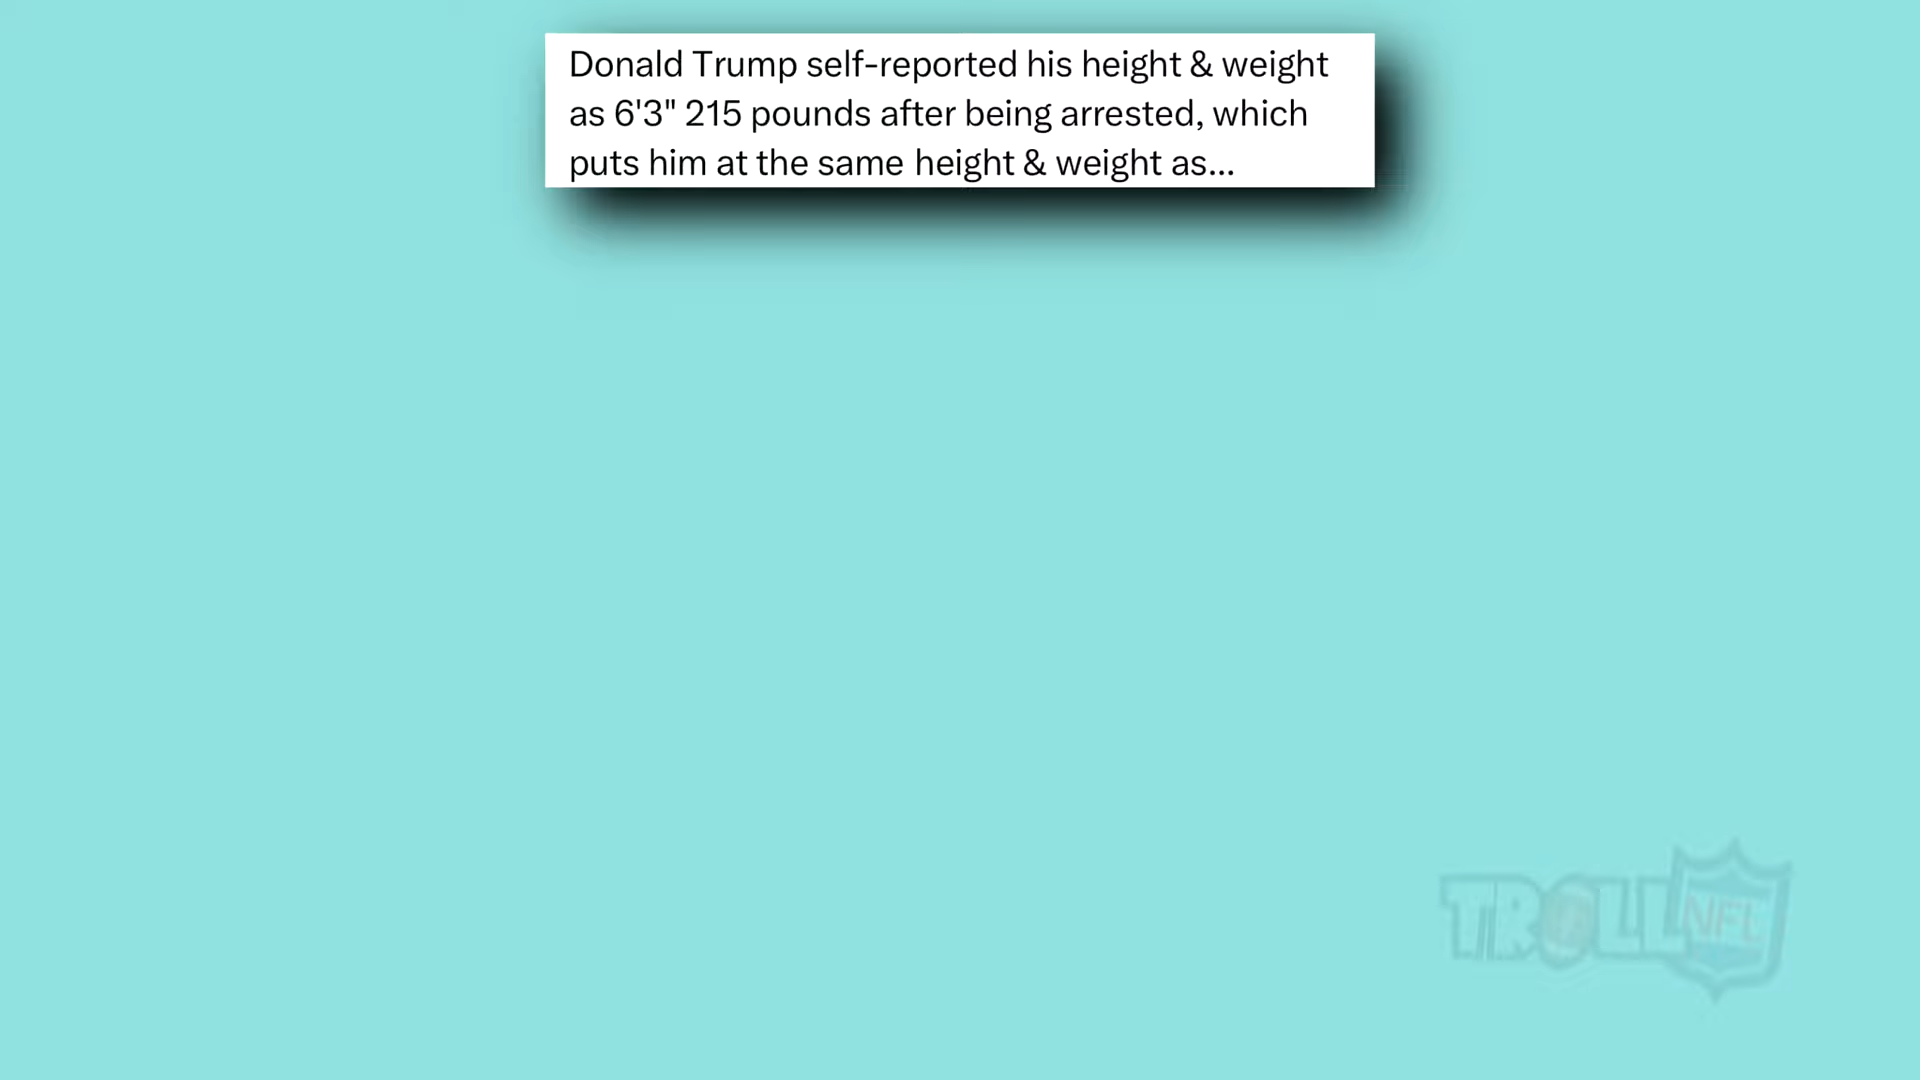 Donald Trump self-reported his height & weight
as 6'3" 215 pounds after being arrested, which
puts him at the same height & weight as...
TROLL NFL